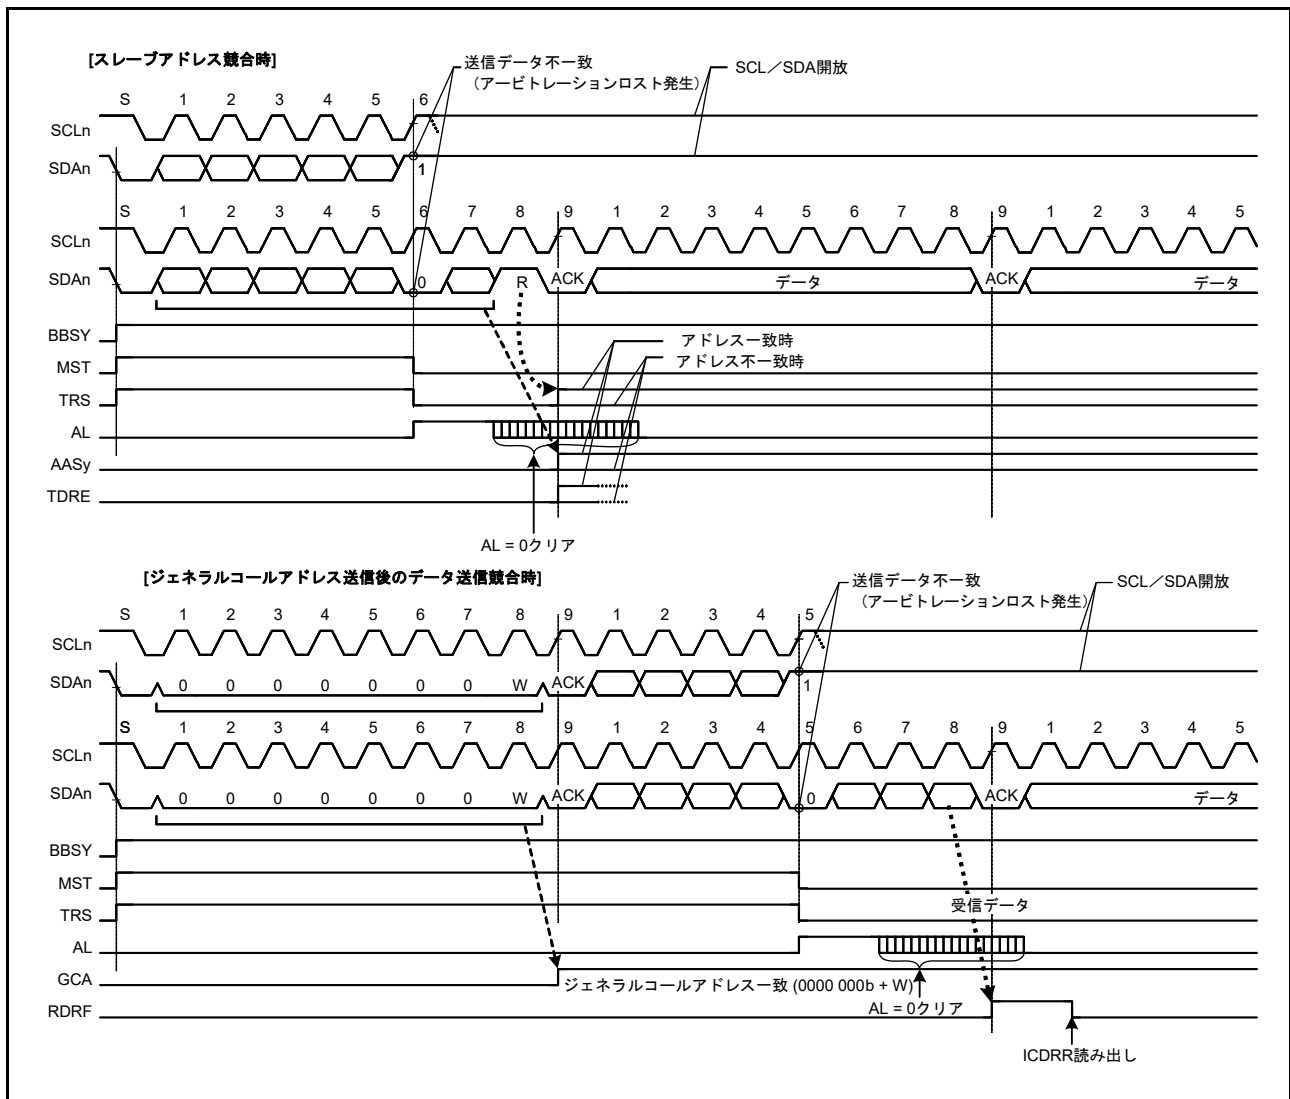 [スレーブアドレス競合時]
送信データ不一致
（アービトレーションロスト発生）
SCL／SDA開放
S 1 2 3 4 5 6
SCLn
SDAn
1
S 1 2 3 4 5 6 7 8 9 1 2 3 4 5 6 7 8 9 1 2 3 4 5
SCLn
SDAn 0 R ACK データ ACK データ
BBSY
アドレス一致時
MST
アドレス不一致時
TRS
AL
AASy
TDRE
AL = 0クリア
[ジェネラルコールアドレス送信後のデータ送信競合時]
送信データ不一致
（アービトレーションロスト発生）
SCL／SDA開放
S 1 2 3 4 5 6 7 8 9 1 2 3 4 5
SCLn
SDAn 0 0 0 0 0 0 0 W ACK 1
S 1 2 3 4 5 6 7 8 9 1 2 3 4 5 6 7 8 9 1 2 3 4 5
SCLn
SDAn 0 0 0 0 0 0 0 W ACK 0 ACK データ
BBSY
MST
TRS
受信データ
AL
GCA
ジェネラルコールアドレス一致 (0000 000b + W)
AL = 0クリア
RDRF
ICDRR読み出し